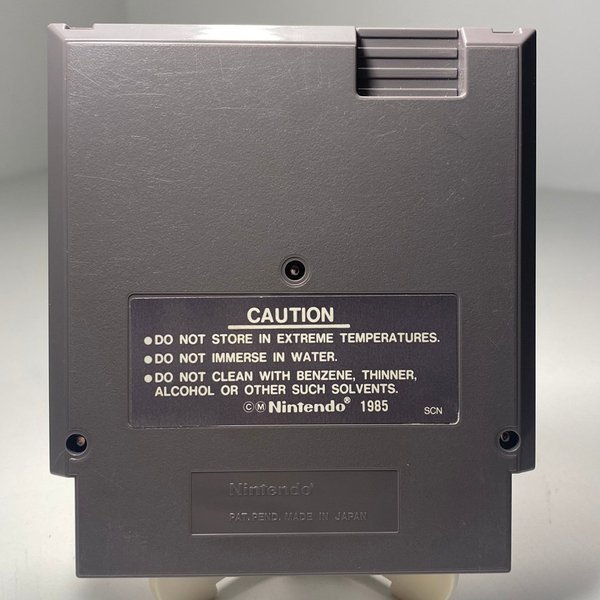 CAUTION
●DO NOT STORE IN EXTREME TEMPERATURES.
●DO NOT IMMERSE IN WATER.
●DO NOT CLEAN WITH BENZENE, THINNER,
ALCOHOL OR OTHER SUCH SOLVENTS.
ⒸⓂNintendo® 1985 SCN
Nintendo®
PAT. PEND. MADE IN JAPAN